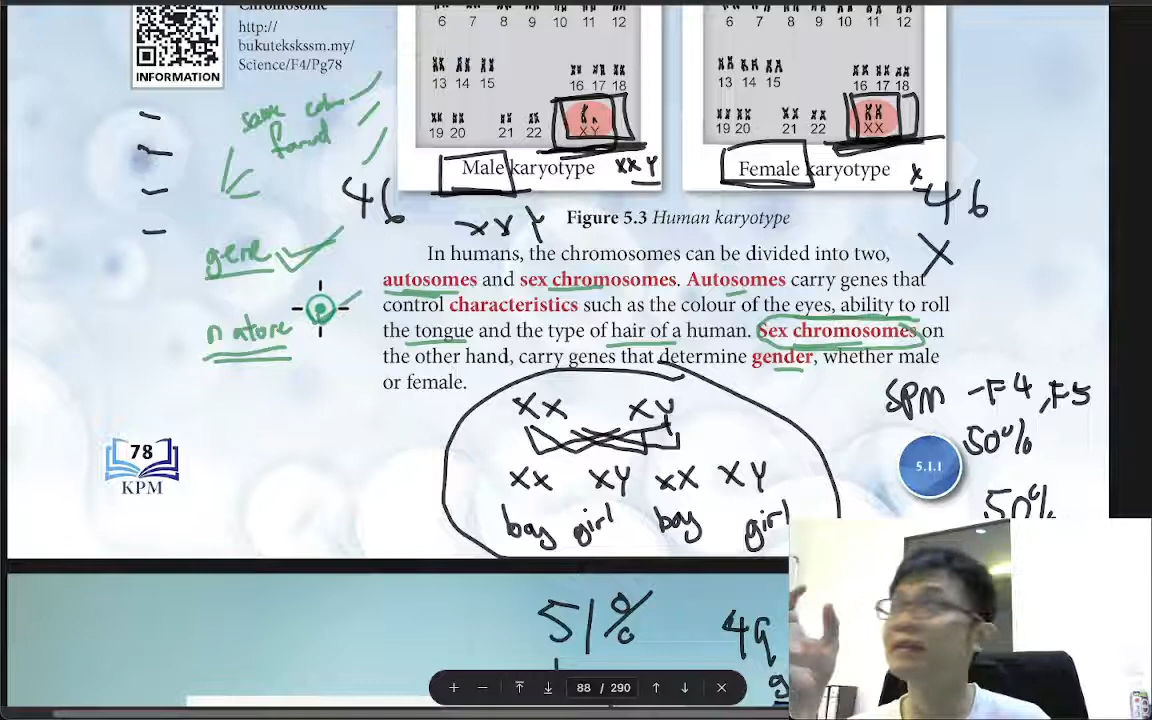 Chromosome
http://
bukutekskssm.my/
Science/F4/Pg78
INFORMATION
6 7 8 9 10 11 12
13 14 15 16 17 18
19 20 21 22 X Y
Male karyotype
XX Y
6 7 8 9 10 11 12
13 14 15 16 17 18
19 20 21 22 XX
Female karyotype
X
46
XXY
46
X
same
found
gene
nature
Figure 5.3 Human karyotype
In humans, the chromosomes can be divided into two,
autosomes and sex chromosomes. Autosomes carry genes that
control characteristics such as the colour of the eyes, ability to roll
the tongue and the type of hair of a human. Sex chromosomes on
the other hand, carry genes that determine gender, whether male
or female.
XX XY
XX XY XX XY
boy girl boy girl
SPM - F4, F5
50%
50%
5.1.1
78
KPM
51%
49
88 / 290